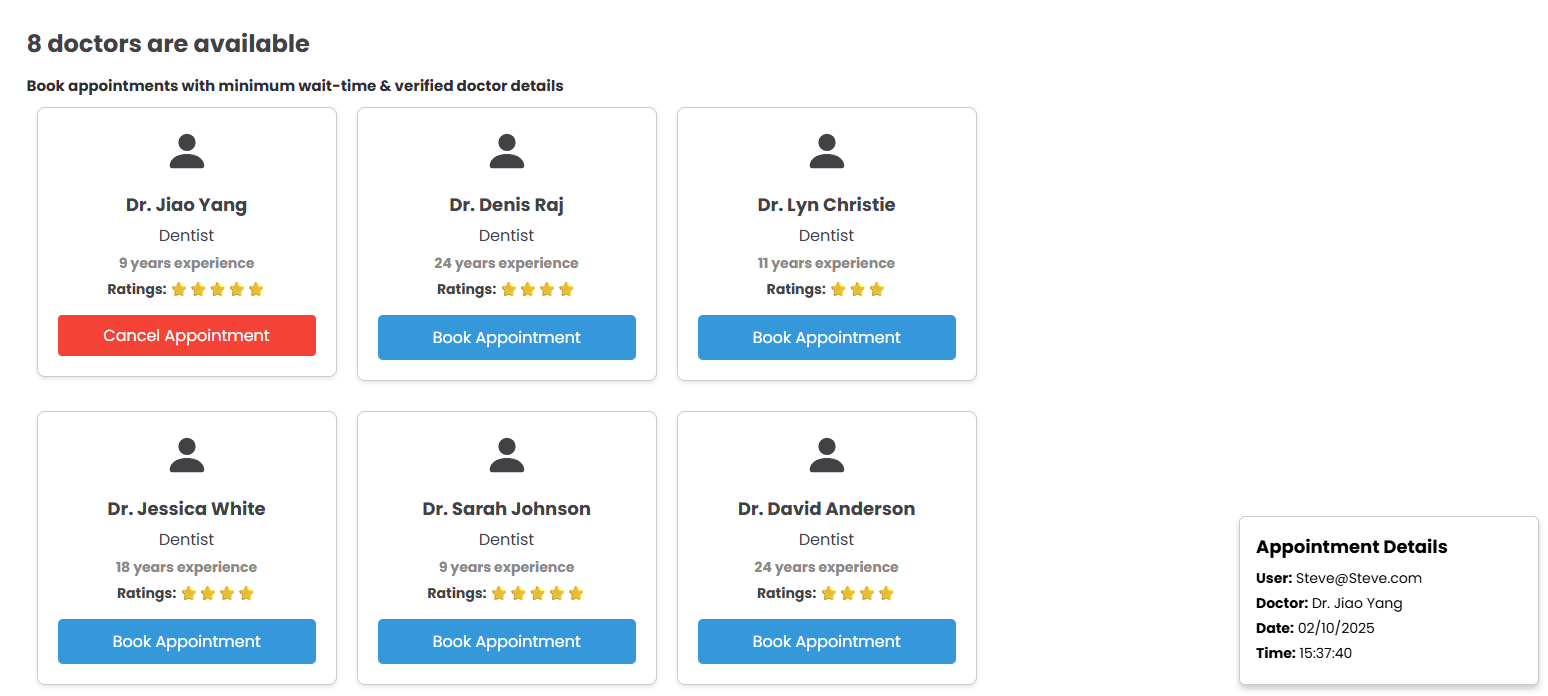 8 doctors are available
Book appointments with minimum wait-time & verified doctor details
Dr. Jiao Yang
Dentist
9 years experience
Ratings:
Cancel Appointment
Dr. Denis Raj
Dentist
24 years experience
Ratings:
Book Appointment
Dr. Lyn Christie
Dentist
11 years experience
Ratings:
Book Appointment
Dr. Jessica White
Dentist
18 years experience
Ratings:
Book Appointment
Dr. Sarah Johnson
Dentist
9 years experience
Ratings:
Book Appointment
Dr. David Anderson
Dentist
24 years experience
Ratings:
Book Appointment
Appointment Details
User: Steve@Steve.com
Doctor: Dr. Jiao Yang
Date: 02/10/2025
Time: 15:37:40